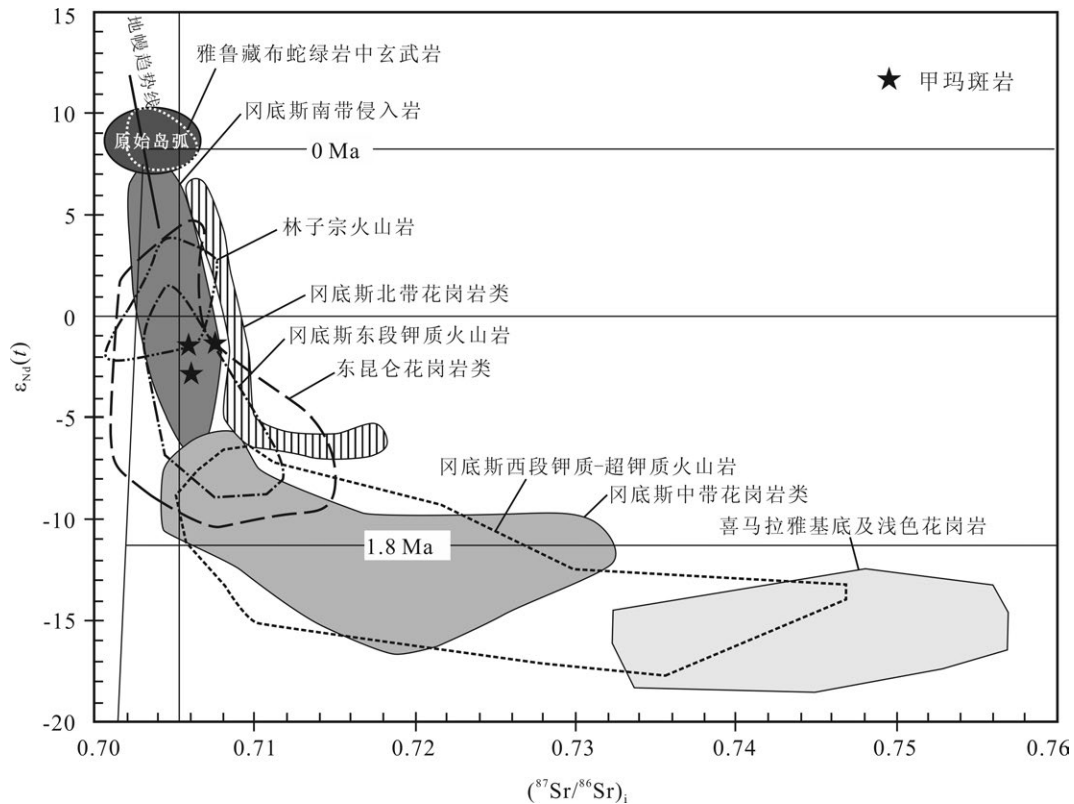 15
10
5
0
-5
-10
-15
-20
εNd(t)
地幔趋势线
雅鲁藏布蛇绿岩中玄武岩
冈底斯南带侵入岩
原始岛弧
甲玛斑岩
0 Ma
林子宗火山岩
冈底斯北带花岗岩类
冈底斯东段钾质火山岩
东昆仑花岗岩类
冈底斯西段钾质-超钾质火山岩
冈底斯中带花岗岩类
喜马拉雅基底及浅色花岗岩
1.8 Ma
0.70 0.71 0.72 0.73 0.74 0.75 0.76
(⁸⁷Sr/⁸⁶Sr)i